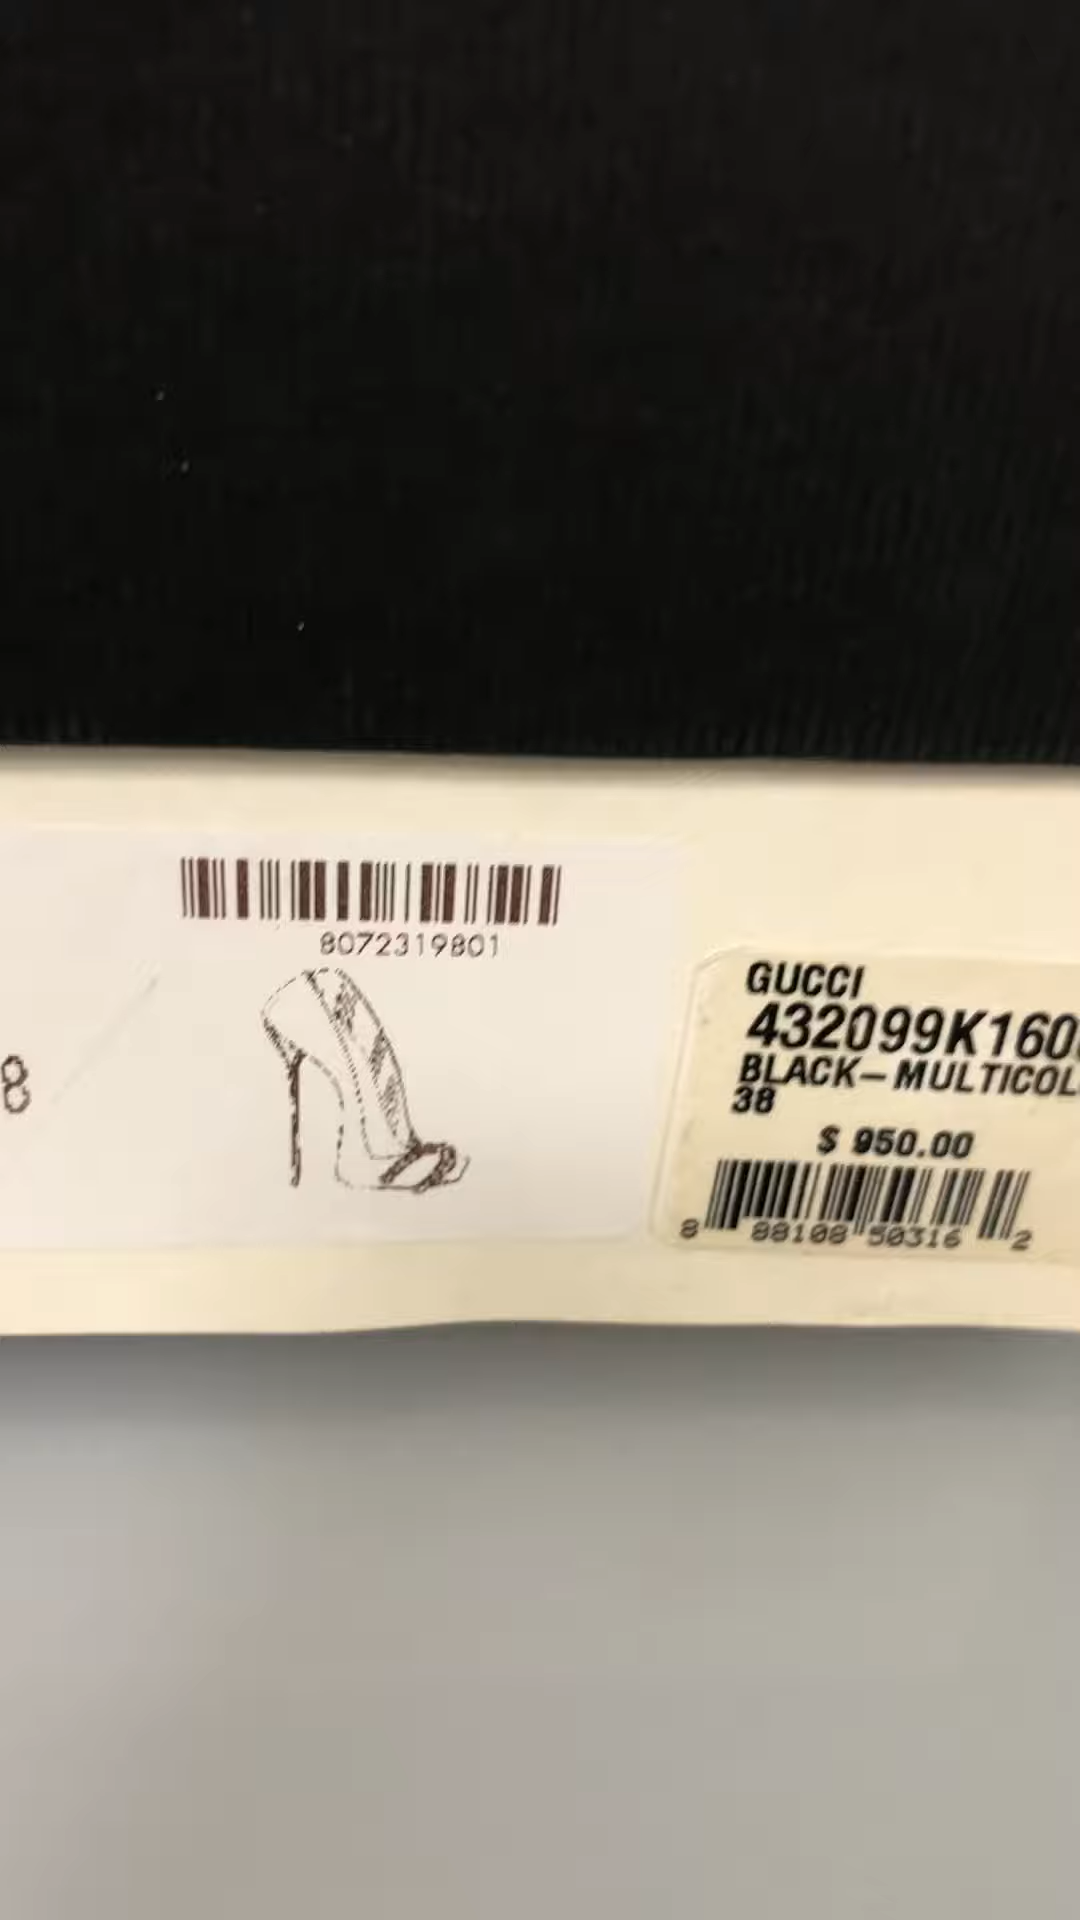 8072319801
8
GUCCI
432099K160
BLACK-MULTICOL
38
$ 950.00
8 88108 50316 2